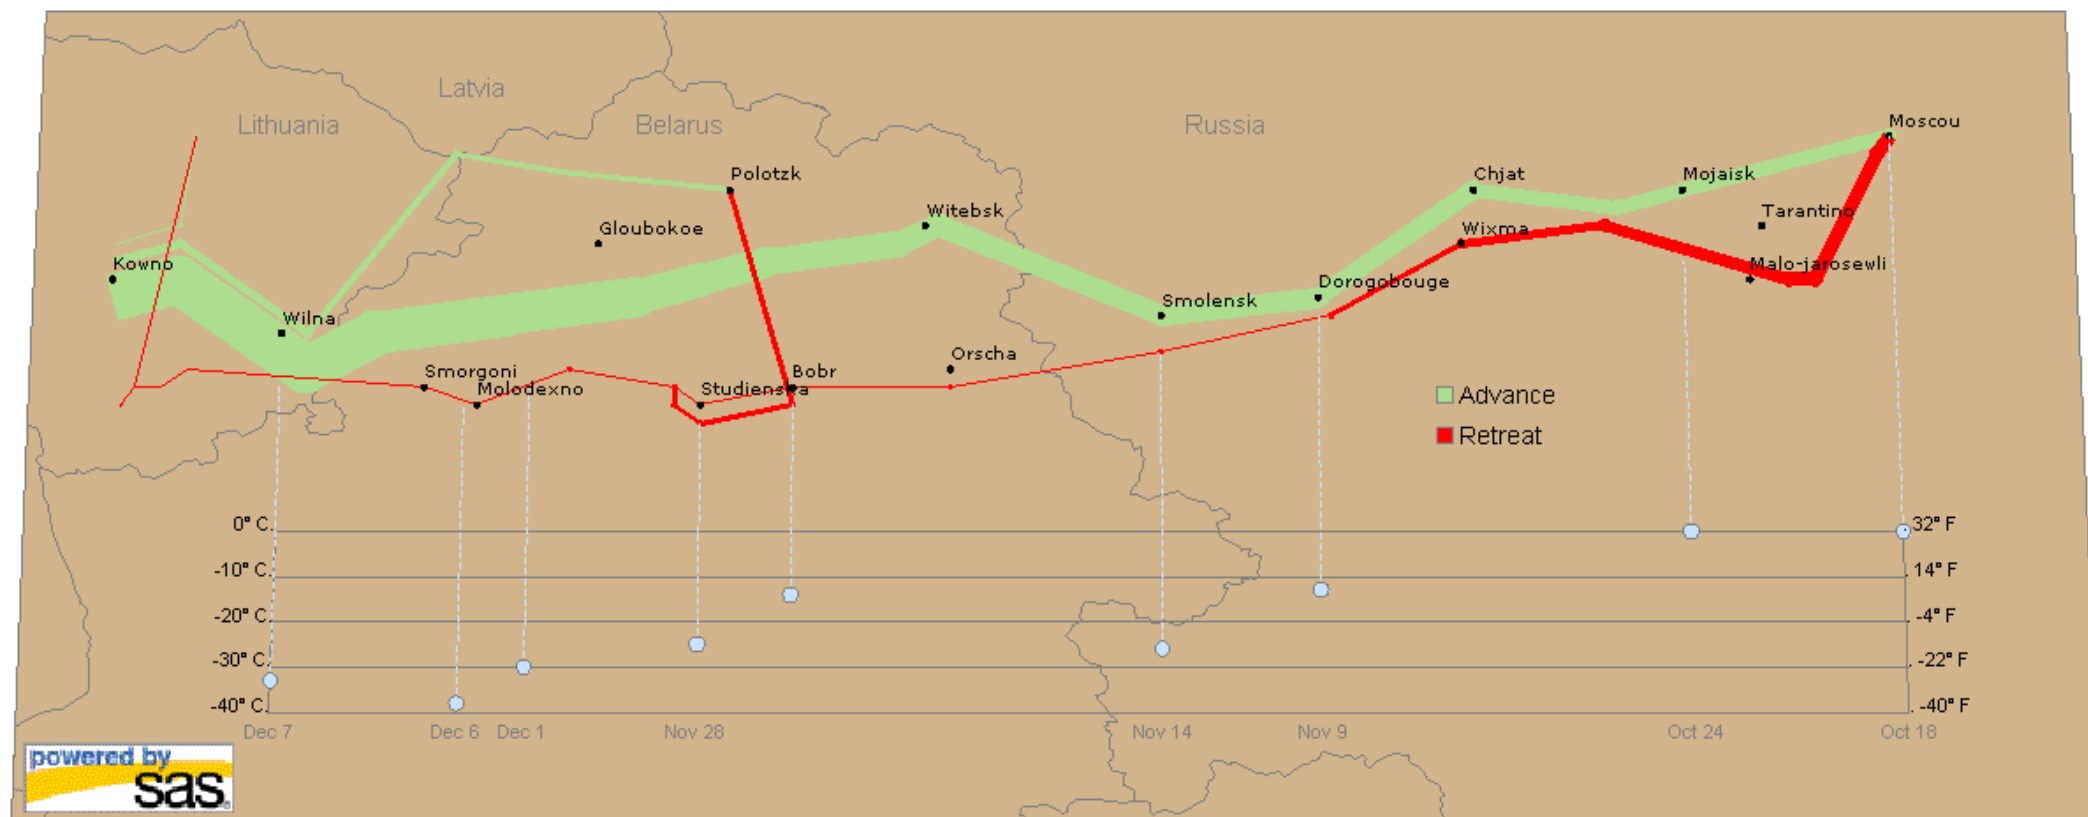 Moscou
Latvia
Lithuania
Belarus
Russia
Polotzk
Chjat
Mojaisk
Witebsk
Tarantino
Gloubokoe
Wixma
Kowno
Malo-jarosewli
Dorogobouge
Smolensk
Wilna
Orscha
Smorgoni
Bobr
Molodexno
Studienska
Advance
Retreat
0° C.
32° F
-10° C.
14° F
-20° C.
-4° F
-30° C.
-22° F
-40° C.
-40° F
Dec 7
Dec 6
Dec 1
Nov 28
Nov 14
Nov 9
Oct 24
Oct 18
powered by
sas